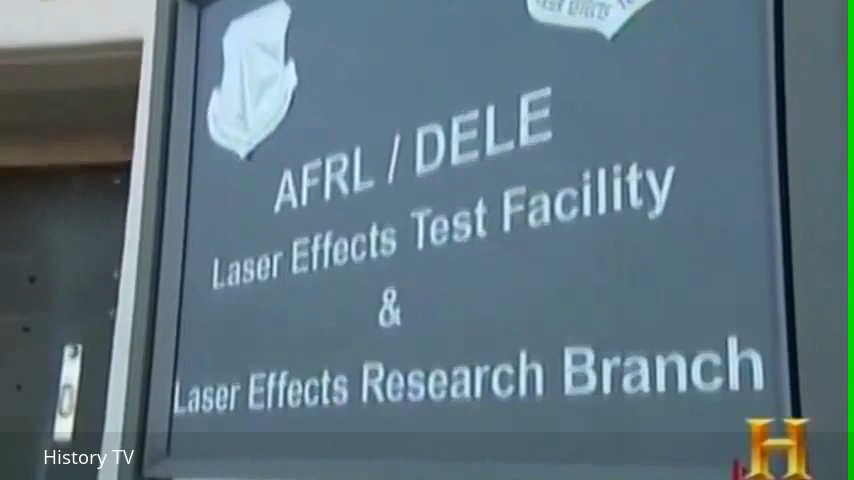 AFRL / DELE
Laser Effects Test Facility
&
Laser Effects Research Branch
History TV
H